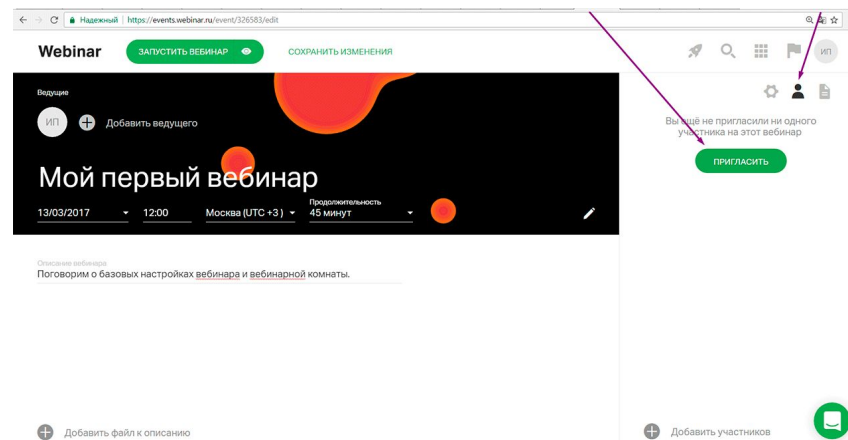 Надежный | https://events.webinar.ru/event/326583/edit
Webinar
ЗАПУСТИТЬ ВЕБИНАР
СОХРАНИТЬ ИЗМЕНЕНИЯ
ИП
Ведущие
ИП
Добавить ведущего
Мой первый вебинар
Продолжительность
13/03/2017 12:00 Москва (UTC +3 ) 45 минут
Описание вебинара
Поговорим о базовых настройках вебинара и вебинарной комнаты.
Добавить файл к описанию
Вы ещё не пригласили ни одного
участника на этот вебинар
ПРИГЛАСИТЬ
Добавить участников